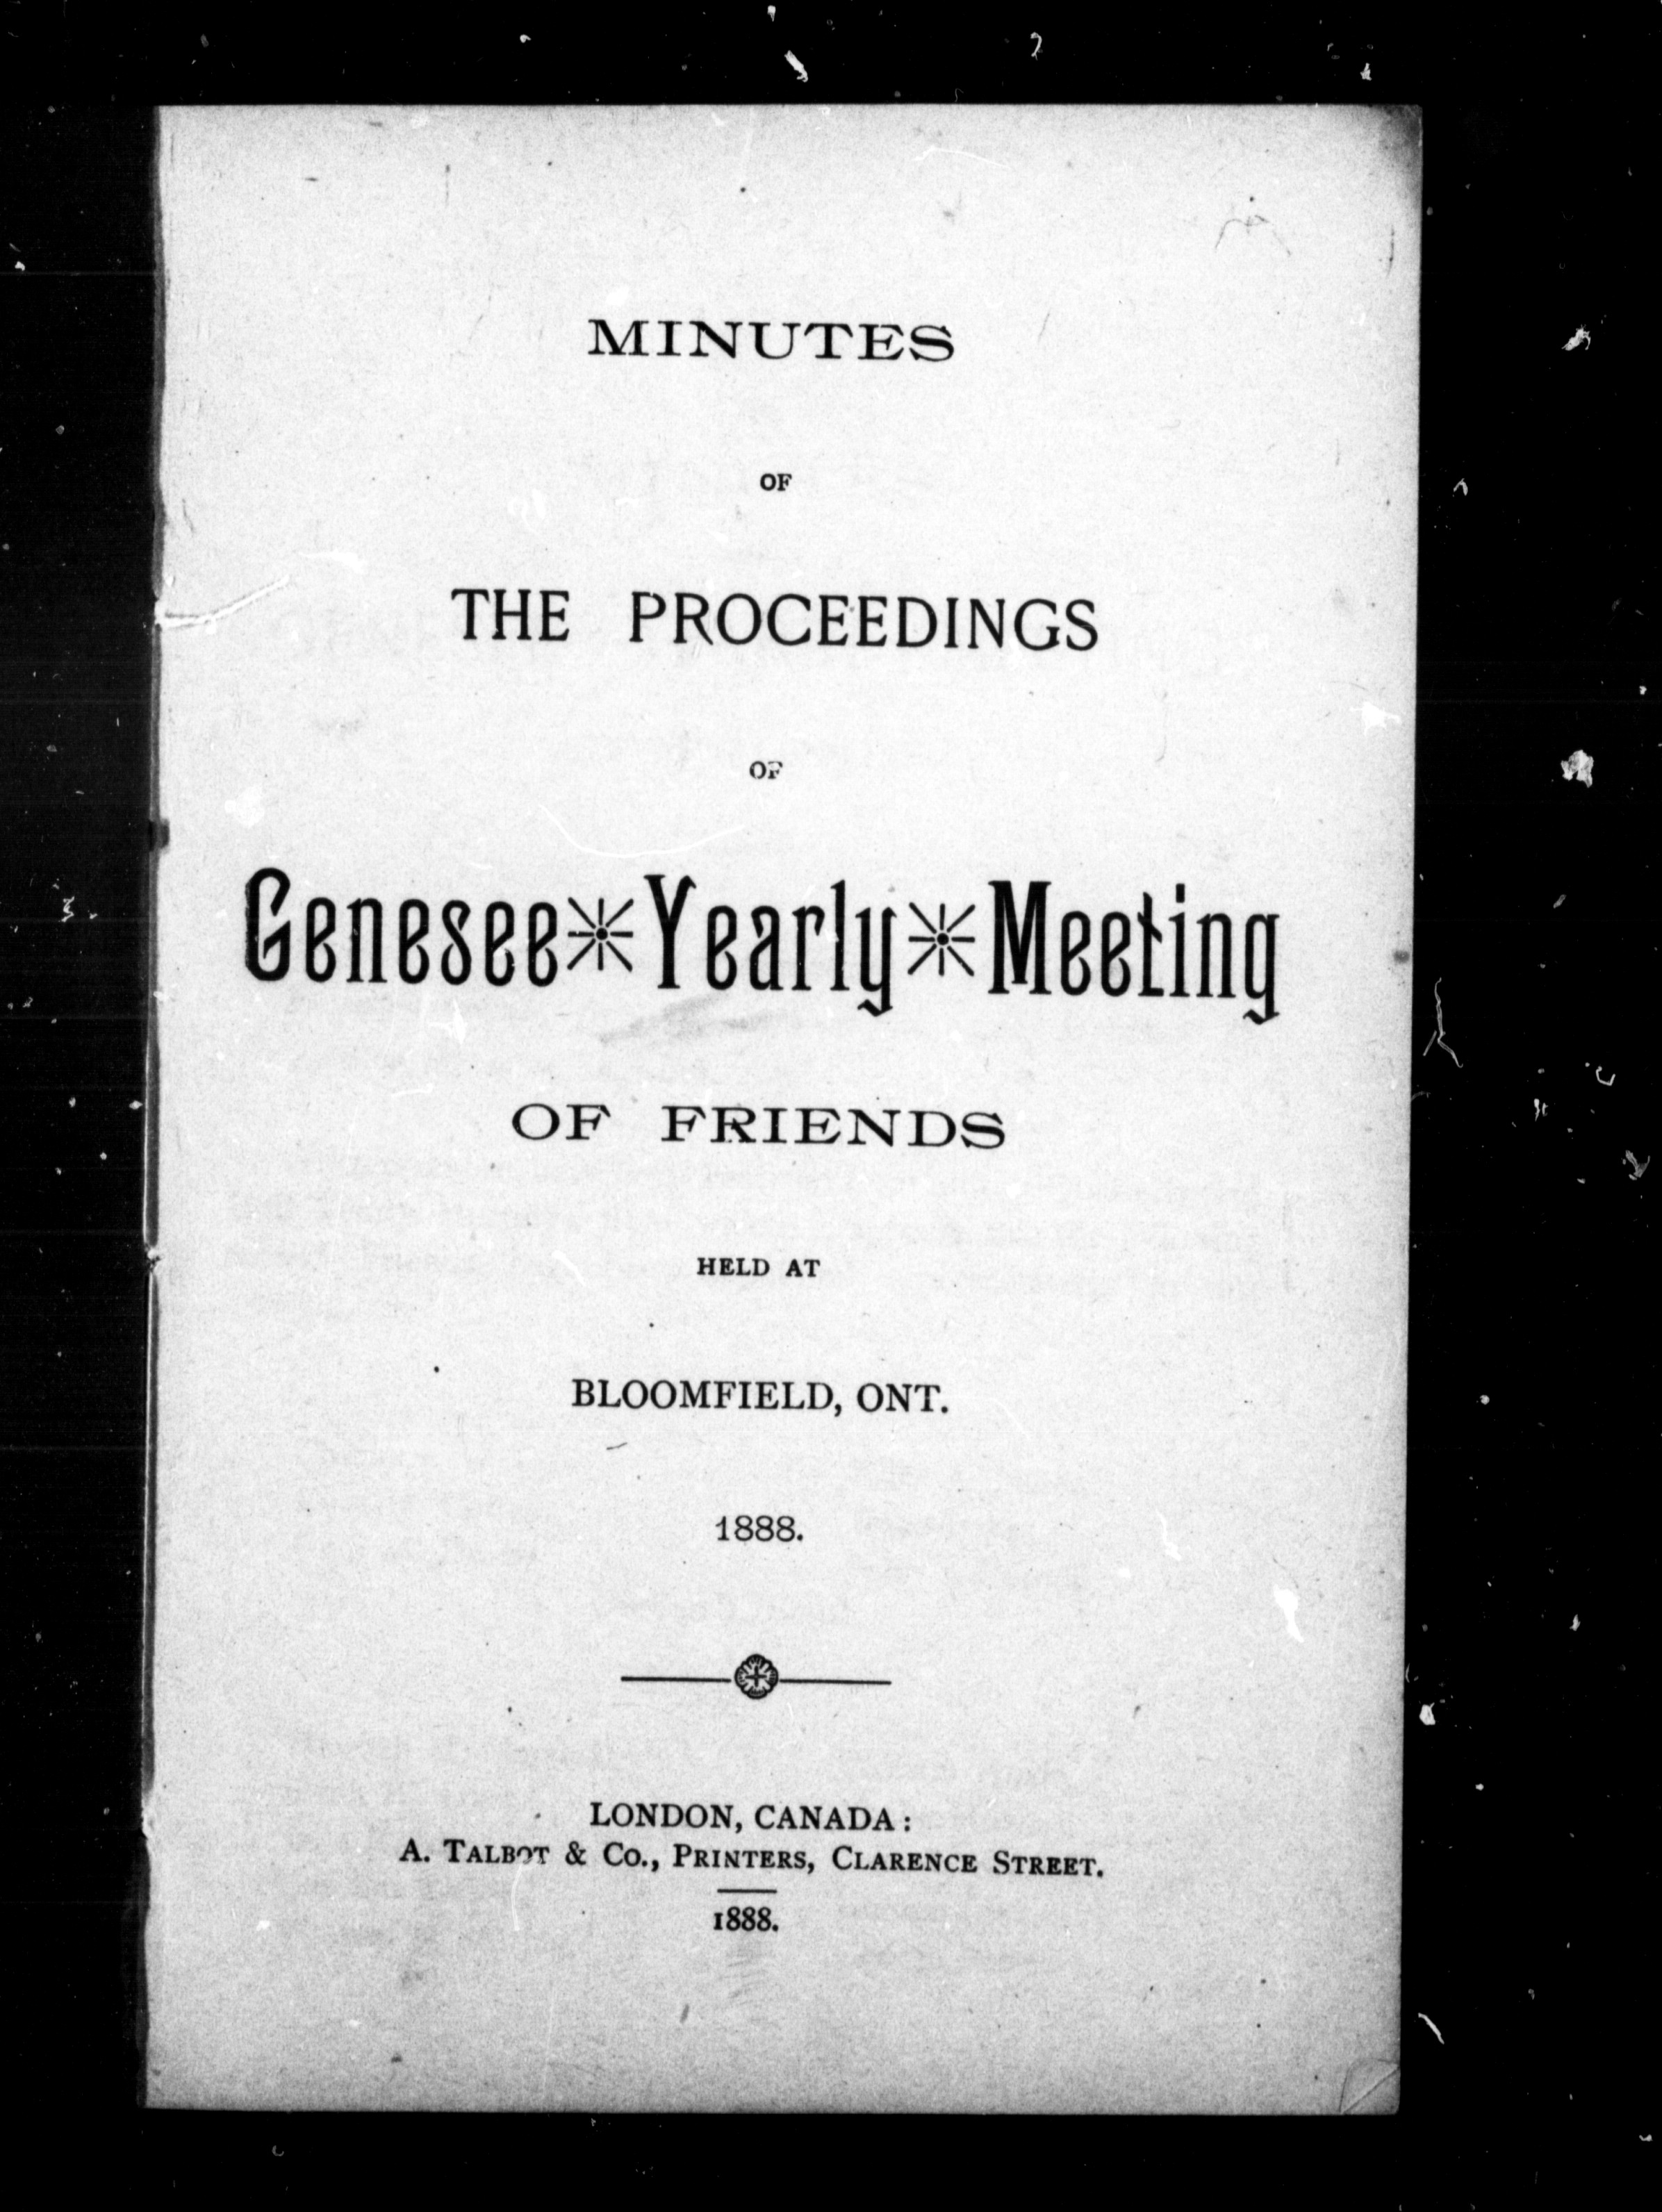 MINUTES
OF
THE PROCEEDINGS
OF
Genesee Yearly Meeting
OF FRIENDS
HELD AT
BLOOMFIELD, ONT.
1888.
LONDON, CANADA:
A. TALBOT & CO., PRINTERS, CLARENCE STREET.
1888.